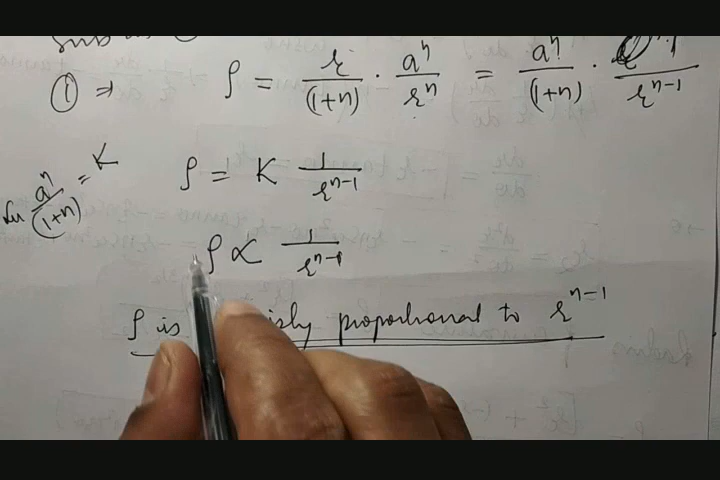 ① ⇒ ρ = r/(1+n) · aⁿ/rⁿ = aⁿ/(1+n) · /rⁿ⁻¹
aⁿ/(1+n) = K
ρ = K 1/rⁿ⁻¹
ρ ∝ 1/rⁿ⁻¹
ρ is proportional to rⁿ⁻¹